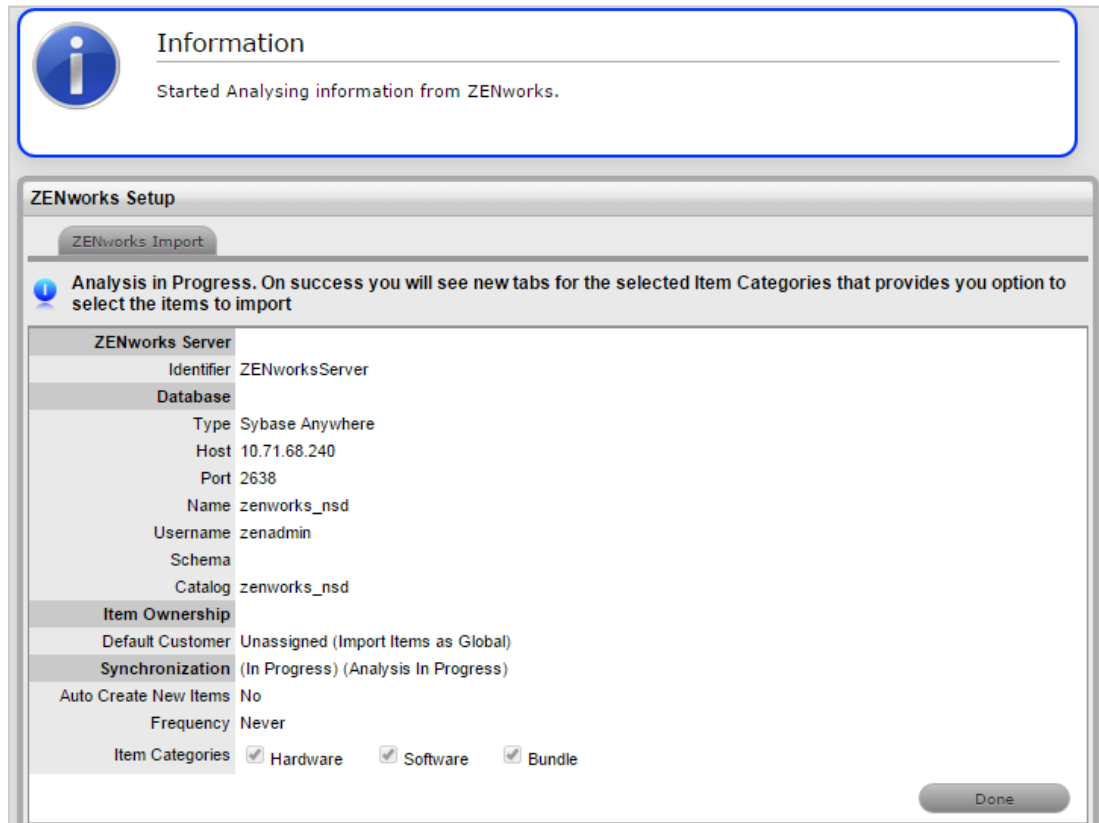 Information
Started Analysing information from ZENworks.
ZENworks Setup
ZENworks Import
Analysis in Progress. On success you will see new tabs for the selected Item Categories that provides you option to
select the items to import
ZENworks Server
Identifier ZENworksServer
Database
Type Sybase Anywhere
Host 10.71.68.240
Port 2638
Name zenworks_nsd
Username zenadmin
Schema
Catalog zenworks_nsd
Item Ownership
Default Customer Unassigned (Import Items as Global)
Synchronization (In Progress) (Analysis In Progress)
Auto Create New Items No
Frequency Never
Item Categories Hardware Software Bundle
Done